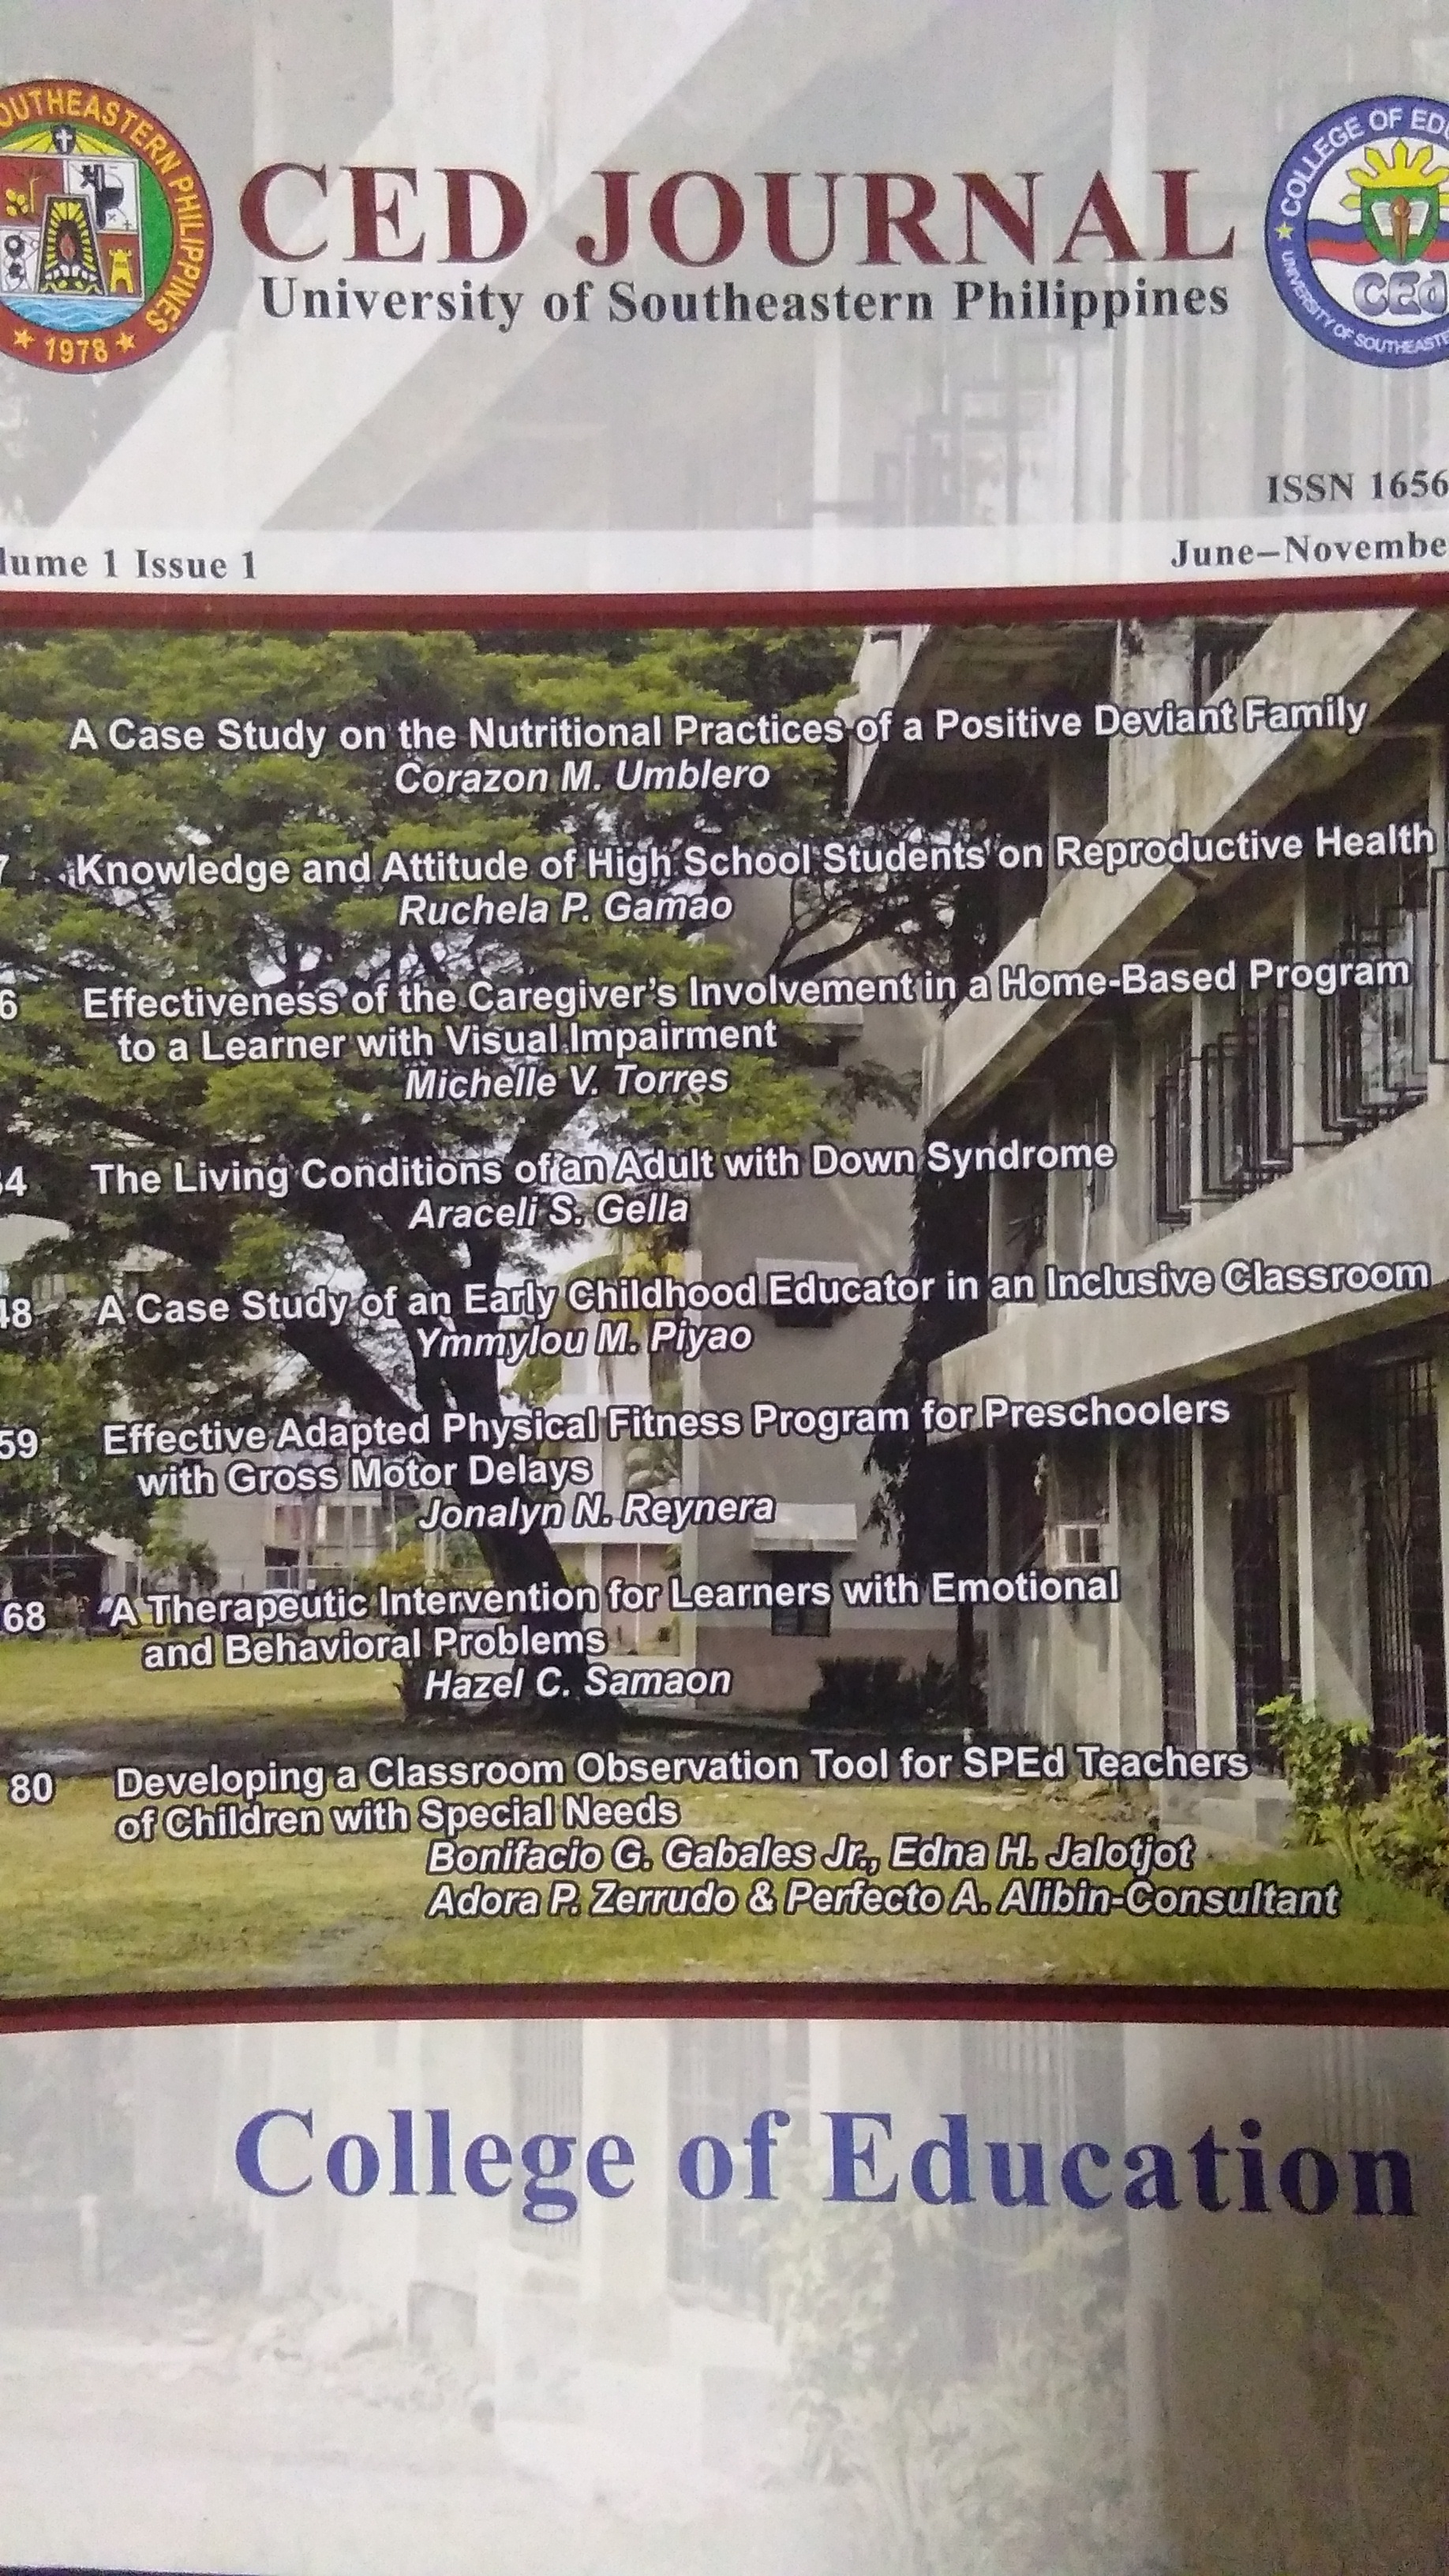 OUTHEASTERN PHILIPPINES
1978
CED JOURNAL
University of Southeastern Philippines
COLLEGE OF EDU
CEd
UNIVERSITY OF SOUTHEASTE
ISSN 1656
lume 1 Issue 1
June–Novembe
A Case Study on the Nutritional Practices of a Positive Deviant Family
Corazon M. Umblero
7 Knowledge and Attitude of High School Students on Reproductive Health
Ruchela P. Gamao
6 Effectiveness of the Caregiver's Involvement in a Home-Based Program
to a Learner with Visual Impairment
Michelle V. Torres
34 The Living Conditions of an Adult with Down Syndrome
Araceli S. Gella
48 A Case Study of an Early Childhood Educator in an Inclusive Classroom
Ymmylou M. Piyao
59 Effective Adapted Physical Fitness Program for Preschoolers
with Gross Motor Delays
Jonalyn N. Reynera
68 A Therapeutic Intervention for Learners with Emotional
and Behavioral Problems
Hazel C. Samaon
80 Developing a Classroom Observation Tool for SPEd Teachers
of Children with Special Needs
Bonifacio G. Gabales Jr., Edna H. Jalotjot
Adora P. Zerrudo & Perfecto A. Alibin-Consultant
College of Education